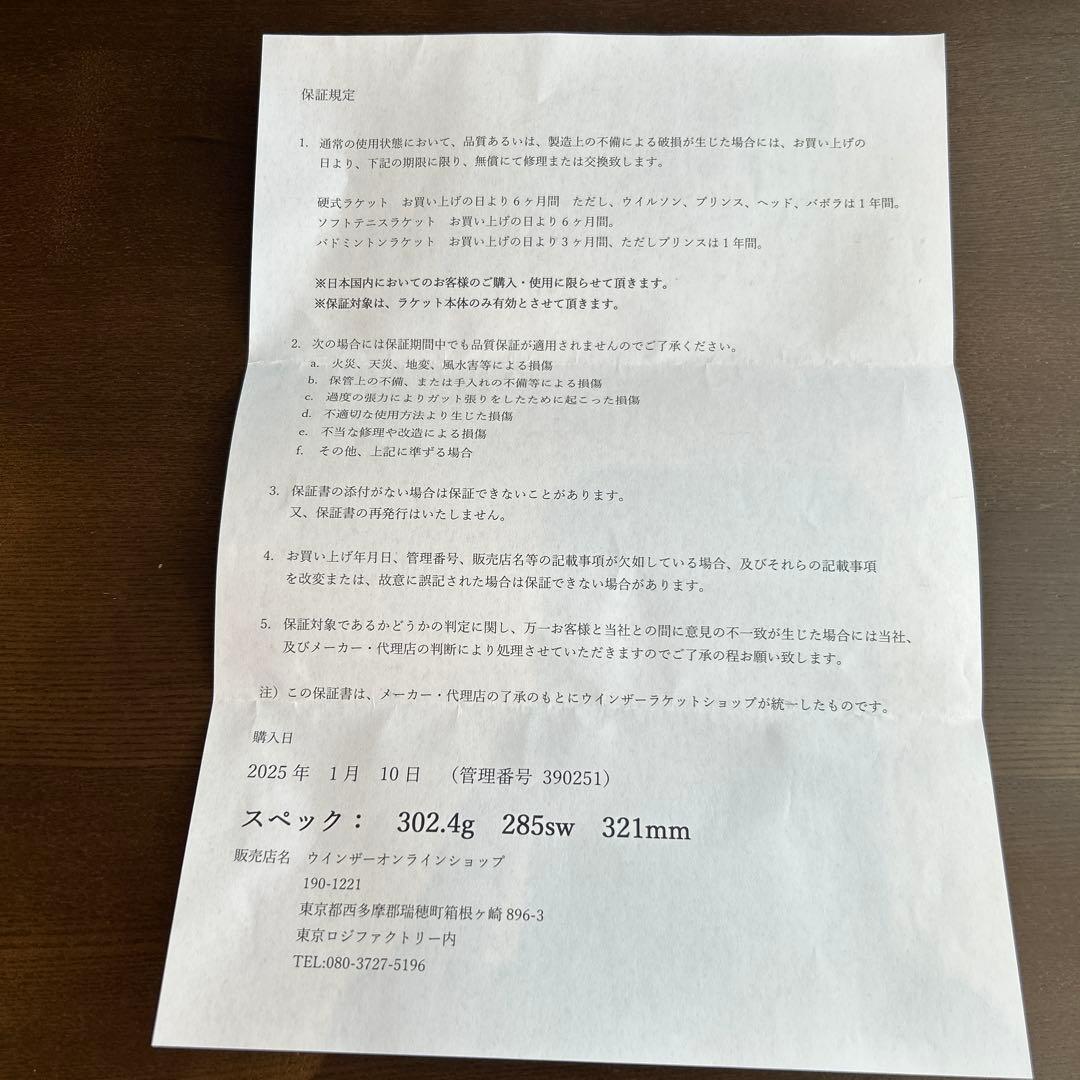 保証規定
1. 通常の使用状態において、品質あるいは、製造上の不備による破損が生じた場合には、お買い上げの
日より、下記の期限に限り、無償にて修理または交換致します。
硬式ラケット　お買い上げの日より6ヶ月間　ただし、ウイルソン、プリンス、ヘッド、バボラは1年間。
ソフトテニスラケット　お買い上げの日より6ヶ月間。
バドミントンラケット　お買い上げの日より3ヶ月間、ただしプリンスは1年間。
※日本国内においてのお客様のご購入・使用に限らせて頂きます。
※保証対象は、ラケット本体のみ有効とさせて頂きます。
2. 次の場合には保証期間中でも品質保証が適用されませんのでご了承ください。
a. 火災、天災、地変、風水害等による損傷
b. 保管上の不備、または手入れの不備等による損傷
c. 過度の張力によりガット張りをしたために起こった損傷
d. 不適切な使用方法より生じた損傷
e. 不当な修理や改造による損傷
f. その他、上記に準ずる場合
3. 保証書の添付がない場合は保証できないことがあります。
又、保証書の再発行はいたしません。
4. お買い上げ年月日、管理番号、販売店名等の記載事項が欠如している場合、及びそれらの記載事項
を改変または、故意に誤記された場合は保証できない場合があります。
5. 保証対象であるかどうかの判定に関し、万一お客様と当社との間に意見の不一致が生じた場合には当社、
及びメーカー・代理店の判断により処理させていただきますのでご了承の程お願い致します。
注）この保証書は、メーカー・代理店の了承のもとにウインザーラケットショップが統一したものです。
購入日
2025年　1月　10日　（管理番号 390251）
スペック：　302.4g　285sw　321mm
販売店名　ウインザーオンラインショップ
190-1221
東京都西多摩郡瑞穂町箱根ヶ崎896-3
東京ロジファクトリー内
TEL:080-3727-5196